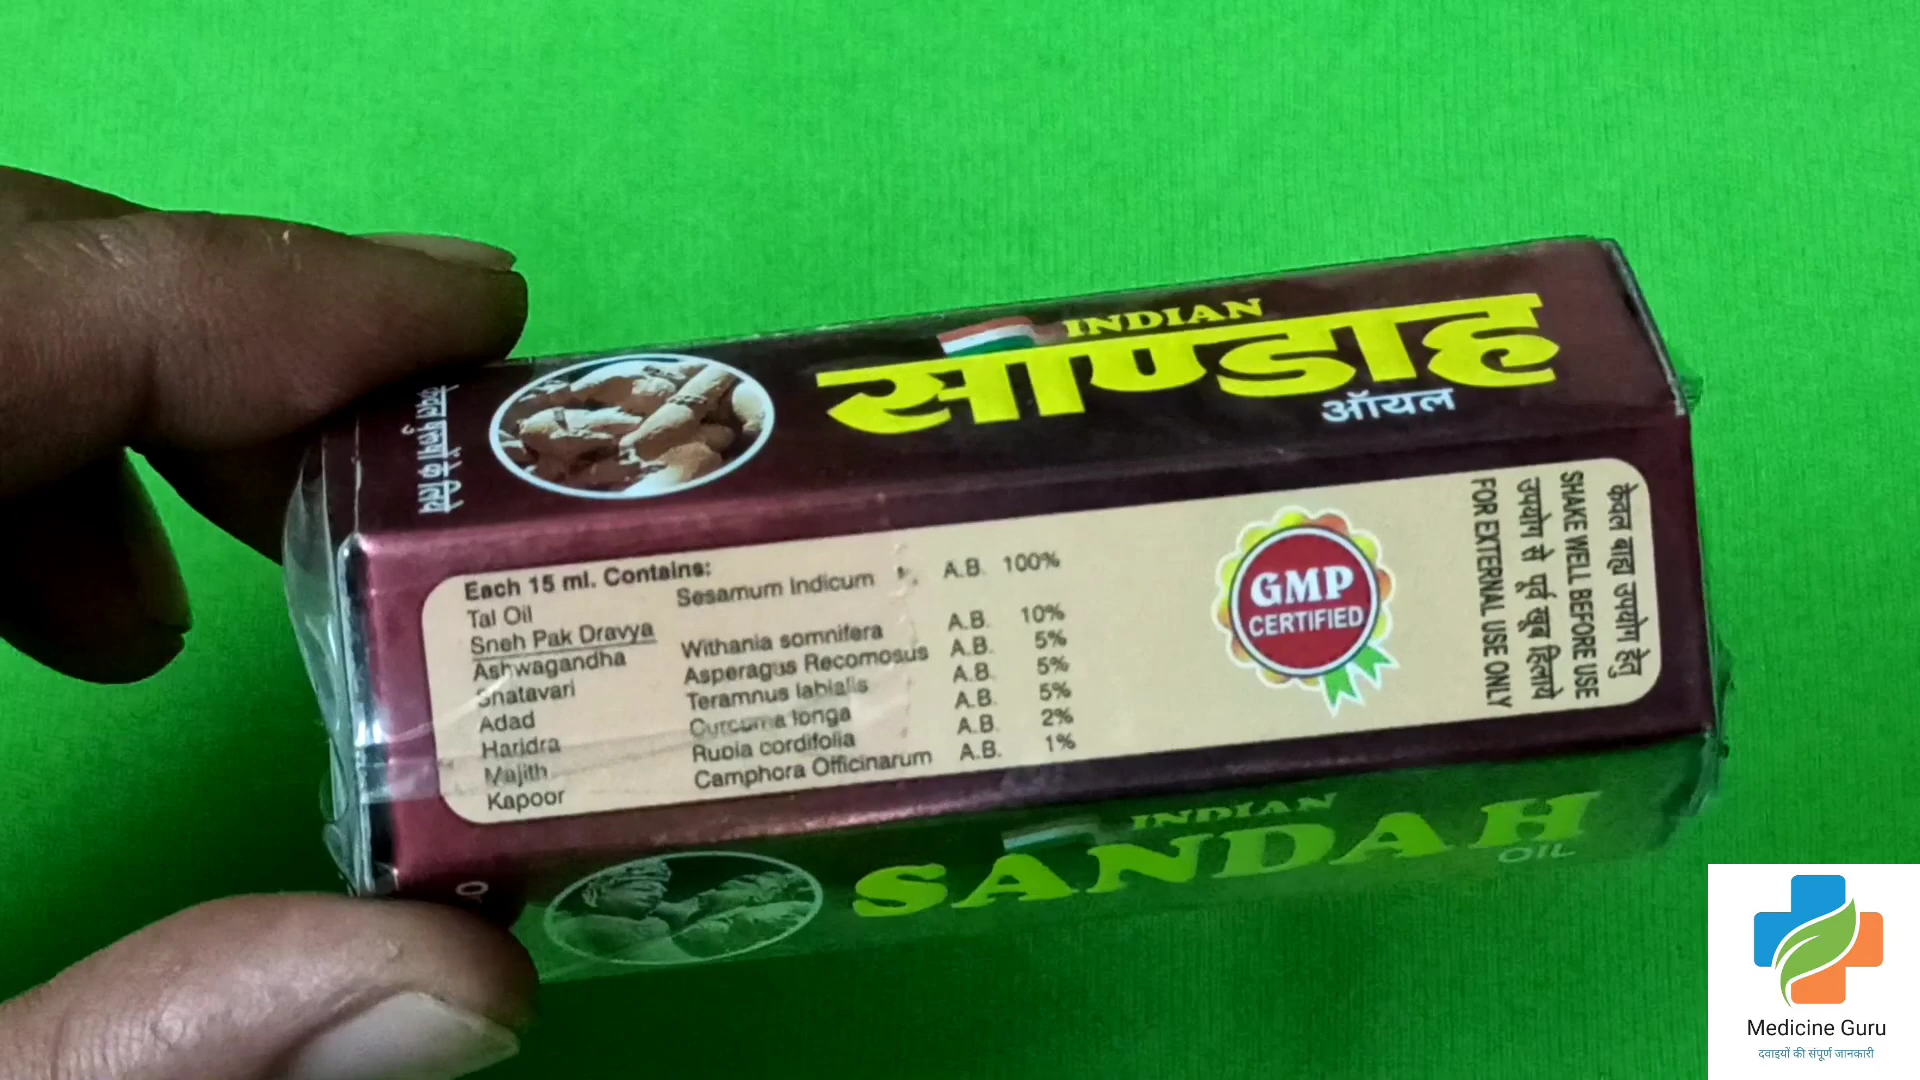 INDIAN
साण्डाह
ऑयल
केवल पुरुषों के लिये
Each 15 ml. Contains:
Tal Oil Sesamum Indicum A.B. 100%
Sneh Pak Dravya
Ashwagandha Withania somnifera A.B. 10%
Shatavari Asperagus Recomosus A.B. 5%
Adad Teramnus labialis A.B. 5%
Haridra Curcuma longa A.B. 5%
Majith Rubia cordifolia A.B. 2%
Kapoor Camphora Officinarum A.B. 1%
GMP
CERTIFIED
केवल बाह्य उपयोग हेतु
SHAKE WELL BEFORE USE
उपयोग से पूर्व खूब हिलाये
FOR EXTERNAL USE ONLY
INDIAN
SANDAH
OIL
Medicine Guru
दवाइयों की संपूर्ण जानकारी